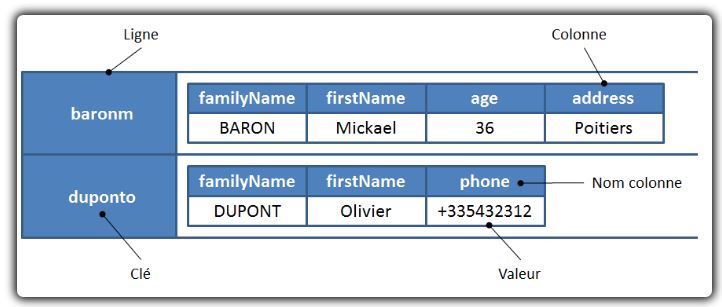 Ligne
Colonne
baronm
familyName firstName age address
BARON Mickael 36 Poitiers
duponto
familyName firstName phone
Nom colonne
DUPONT Olivier +335432312
Clé
Valeur